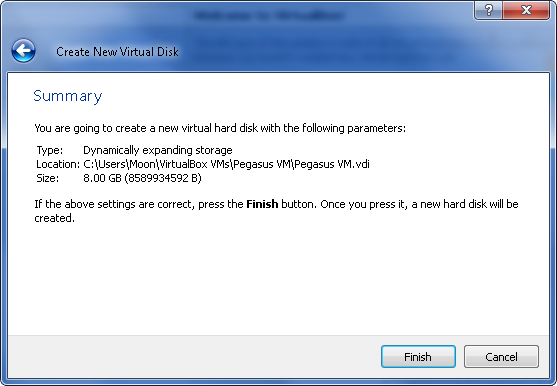 Create New Virtual Disk
Summary
You are going to create a new virtual hard disk with the following parameters:
Type: Dynamically expanding storage
Location: C:\Users\Moon\VirtualBox VMs\Pegasus VM\Pegasus VM.vdi
Size: 8.00 GB (8589934592 B)
If the above settings are correct, press the Finish button. Once you press it, a new hard disk will be
created.
Finish Cancel